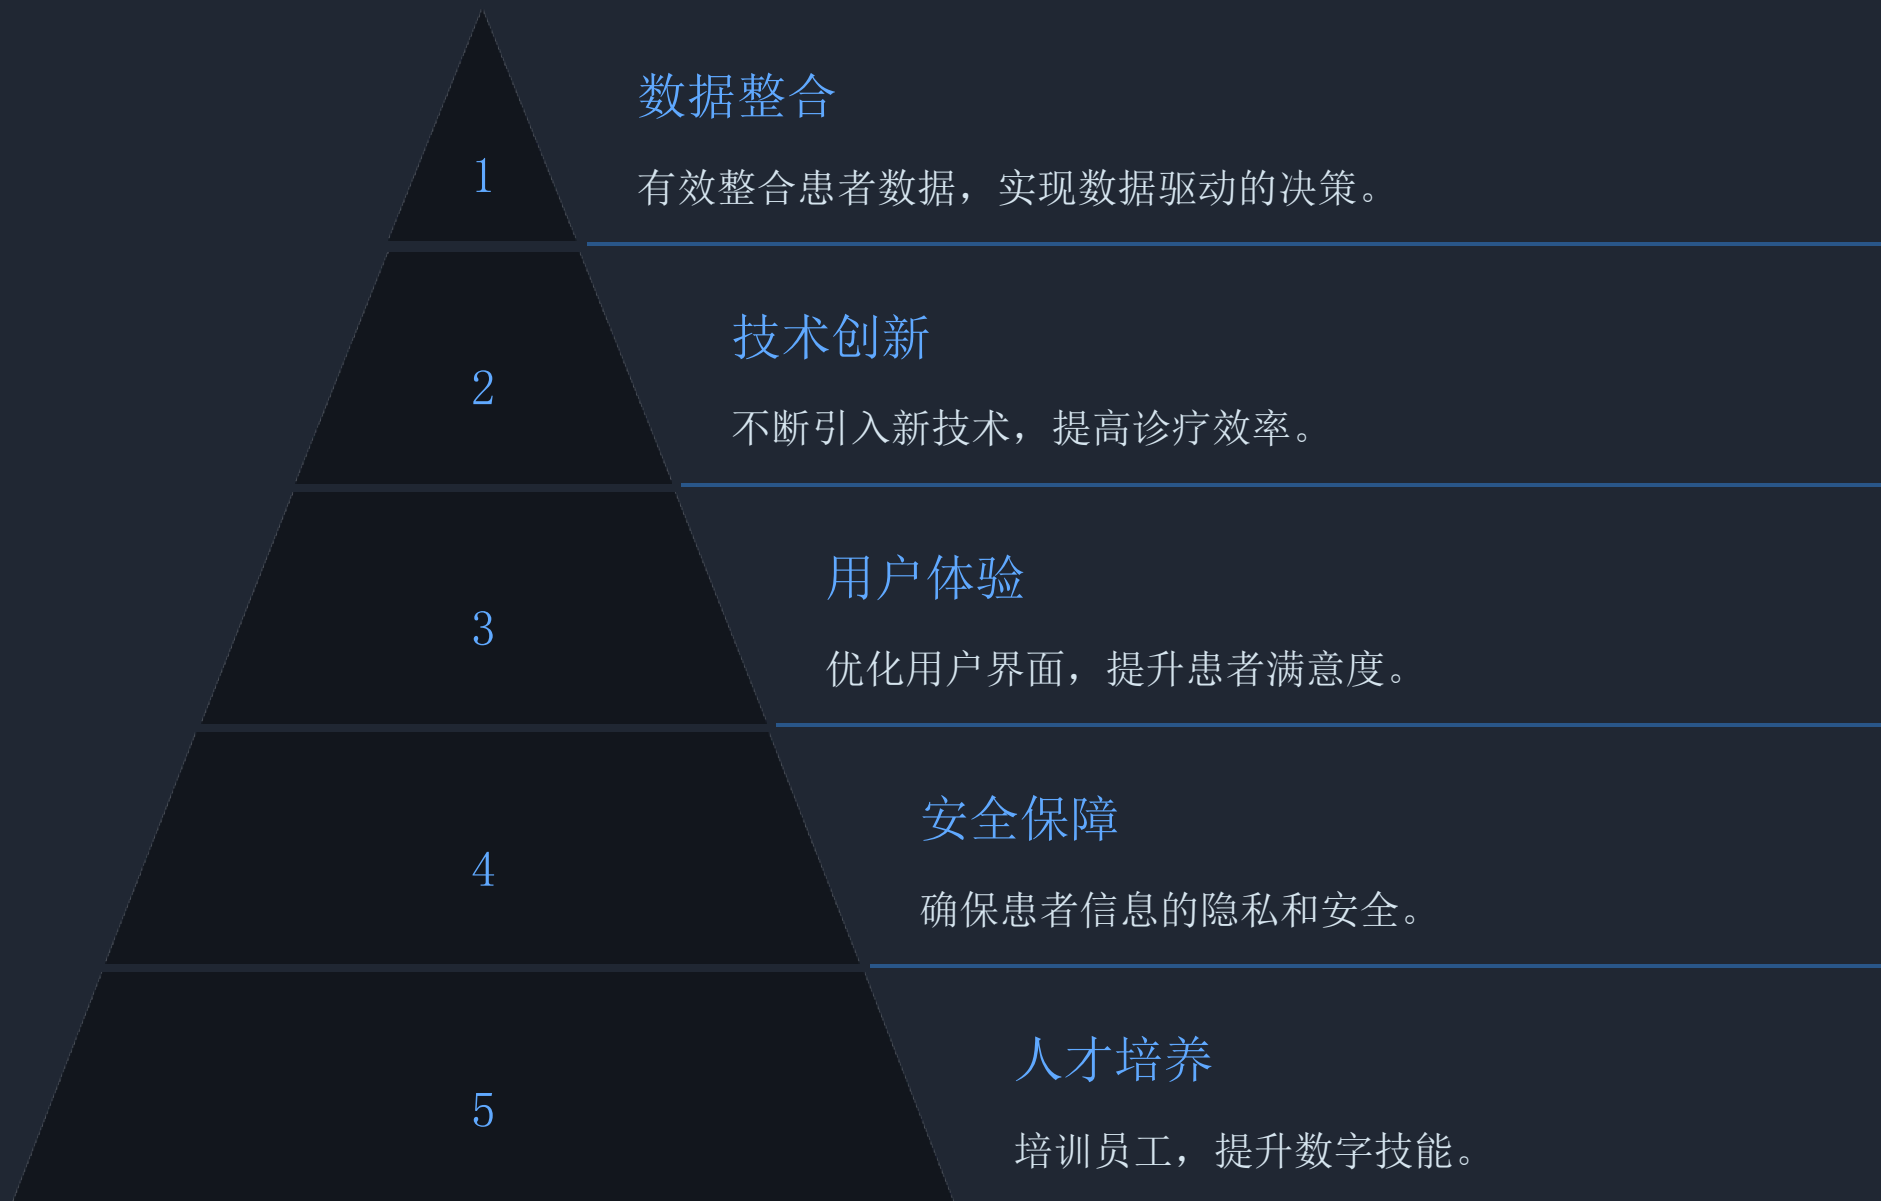 1
数据整合
有效整合患者数据，实现数据驱动的决策。
2
技术创新
不断引入新技术，提高诊疗效率。
3
用户体验
优化用户界面，提升患者满意度。
4
安全保障
确保患者信息的隐私和安全。
5
人才培养
培训员工，提升数字技能。